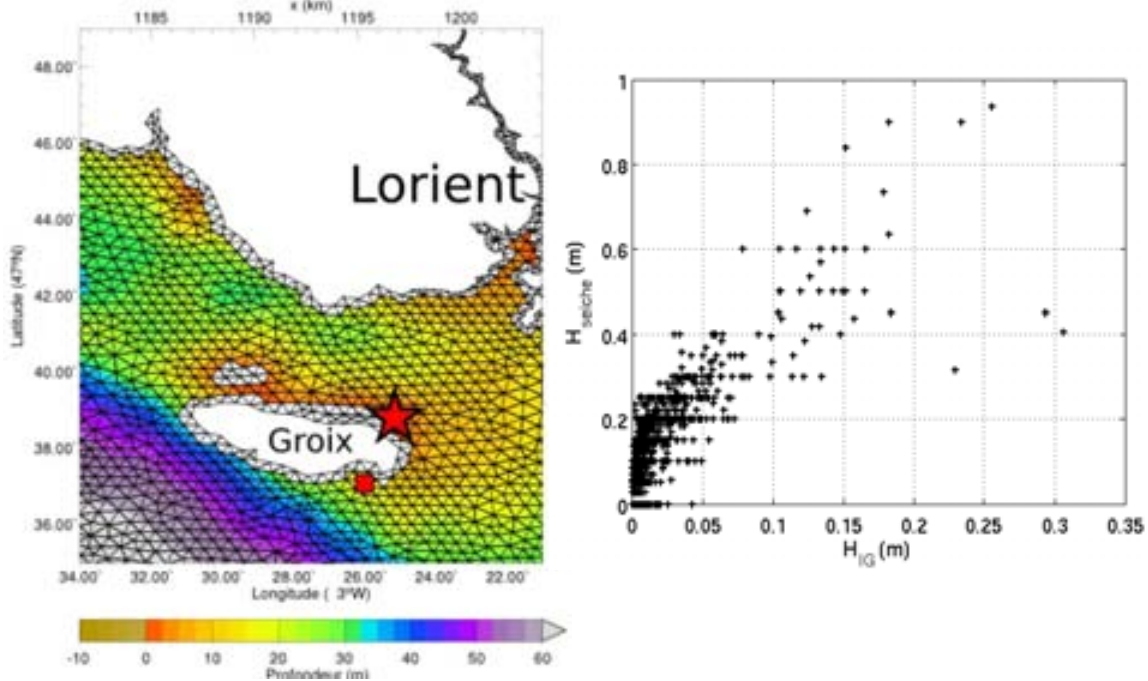 x (km)
1185 1190 1195 1200
48.00'
46.00'
44.00'
42.00'
40.00'
38.00'
36.00'
Latitude (47°N)
Lorient
Groix
34.00' 32.00' 30.00' 28.00' 26.00' 24.00' 22.00'
Longitude ( 3°W)
-10 0 10 20 30 40 50 60
Profondeur (m)
1
0.8
0.6
0.4
0.2
0
H seiche (m)
0 0.05 0.1 0.15 0.2 0.25 0.3 0.35
H IG (m)